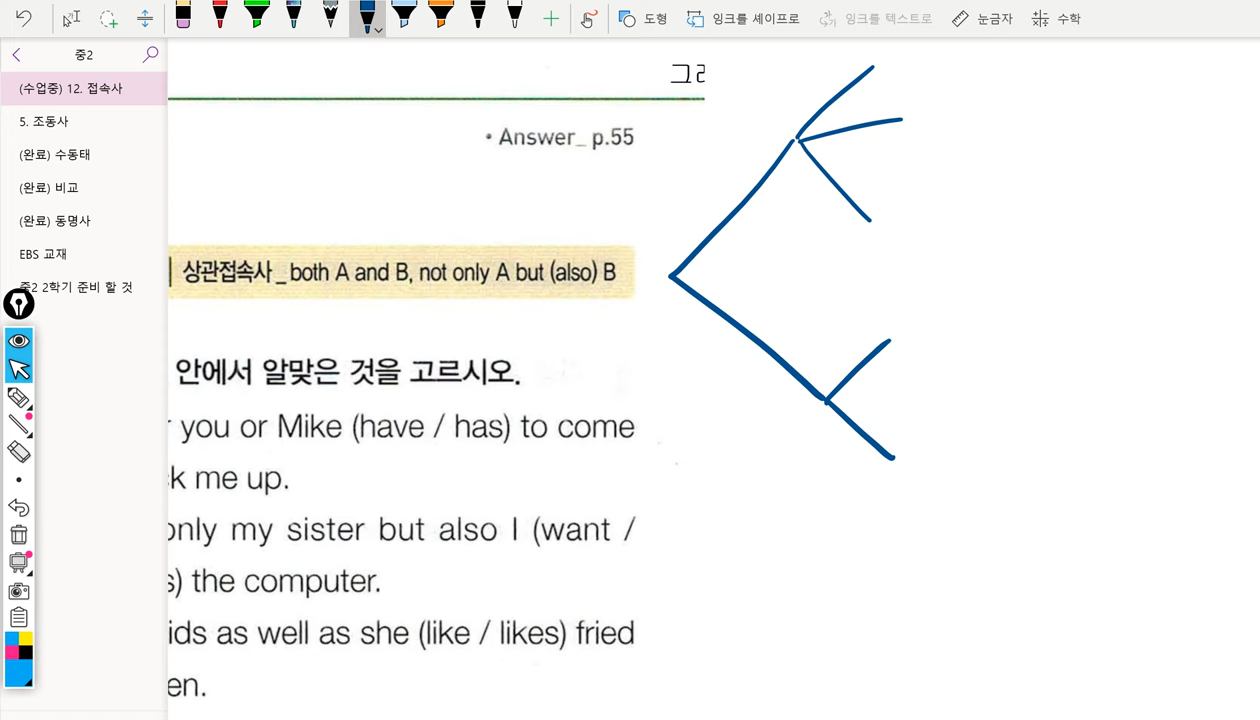 도형
잉크를 셰이프로
잉크를 텍스트로
눈금자
수학
중2
(수업중) 12. 접속사
5. 조동사
(완료) 수동태
(완료) 비교
(완료) 동명사
EBS 교재
중2 2학기 준비 할 것
• Answer_ p.55
상관접속사_both A and B, not only A but (also) B
안에서 알맞은 것을 고르시오.
you or Mike (have / has) to come
me up.
only my sister but also I (want /
the computer.
as well as she (like / likes) fried